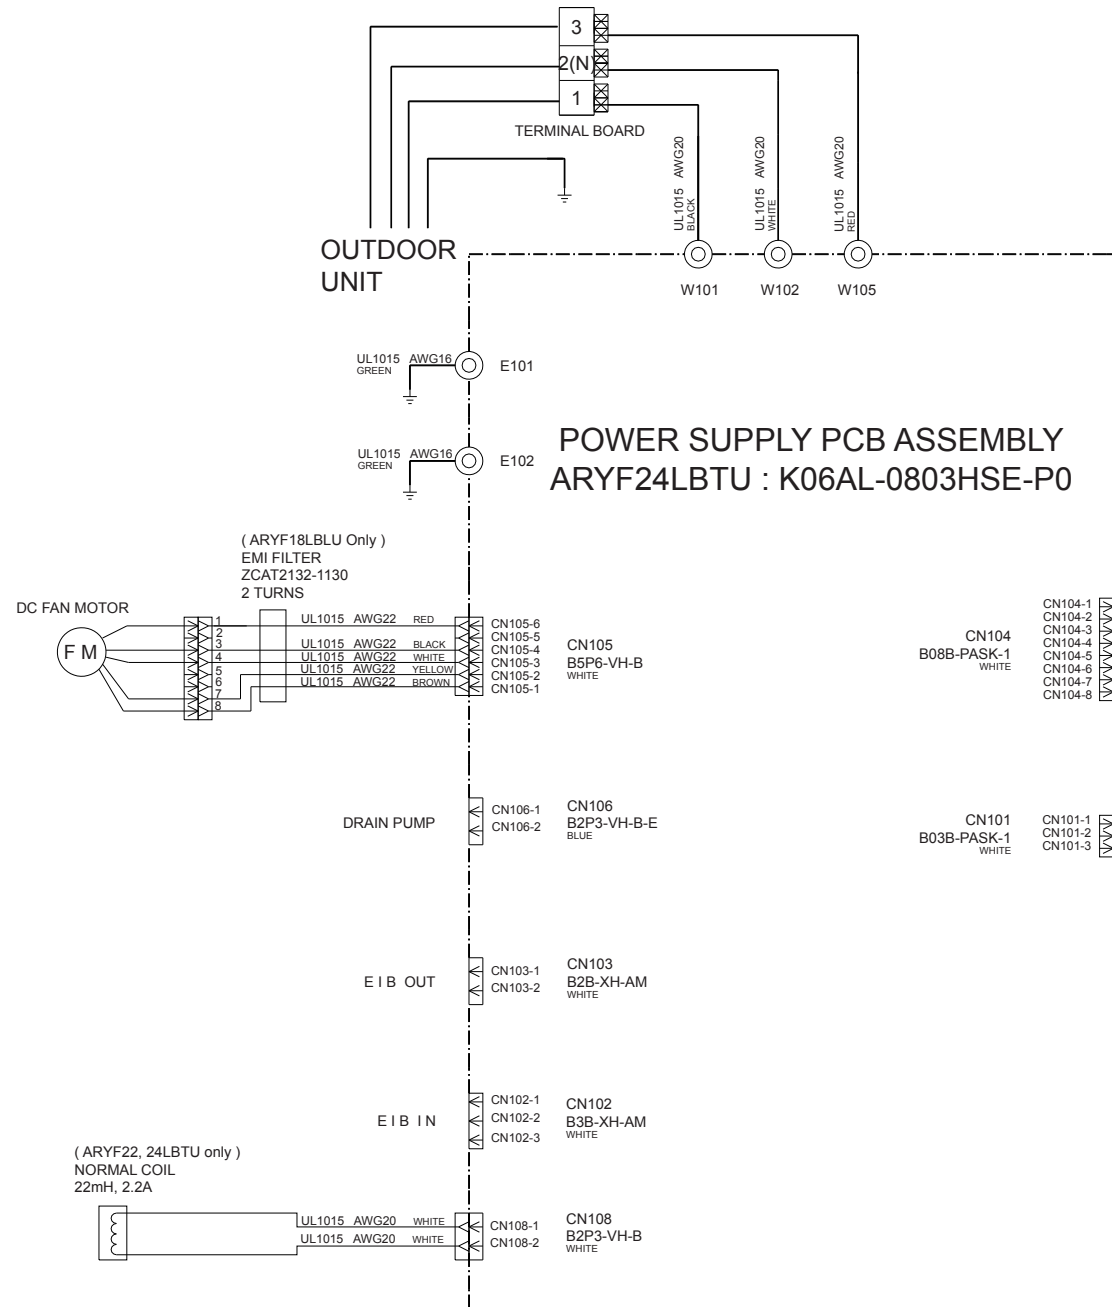 3
2(N)
1
TERMINAL BOARD
UL1015 AWG20
BLACK
UL1015 AWG20
WHITE
UL1015 AWG20
RED
OUTDOOR
UNIT
W101
W102
W105
UL1015 AWG16
GREEN
E101
UL1015 AWG16
GREEN
E102
POWER SUPPLY PCB ASSEMBLY
ARYF24LBTU : K06AL-0803HSE-P0
( ARYF18LBLU Only )
EMI FILTER
ZCAT2132-1130
2 TURNS
DC FAN MOTOR
F M
1
2
3
4
5
6
7
8
UL1015 AWG22 RED
UL1015 AWG22 BLACK
UL1015 AWG22 WHITE
UL1015 AWG22 YELLOW
UL1015 AWG22 BROWN
CN105-6
CN105-5
CN105-4
CN105-3
CN105-2
CN105-1
CN105
B5P6-VH-B
WHITE
CN104
B08B-PASK-1
WHITE
CN104-1
CN104-2
CN104-3
CN104-4
CN104-5
CN104-6
CN104-7
CN104-8
DRAIN PUMP
CN106-1
CN106-2
CN106
B2P3-VH-B-E
BLUE
CN101
B03B-PASK-1
WHITE
CN101-1
CN101-2
CN101-3
E I B OUT
CN103-1
CN103-2
CN103
B2B-XH-AM
WHITE
E I B I N
CN102-1
CN102-2
CN102-3
CN102
B3B-XH-AM
WHITE
( ARYF22, 24LBTU only )
NORMAL COIL
22mH, 2.2A
UL1015 AWG20 WHITE
UL1015 AWG20 WHITE
CN108-1
CN108-2
CN108
B2P3-VH-B
WHITE